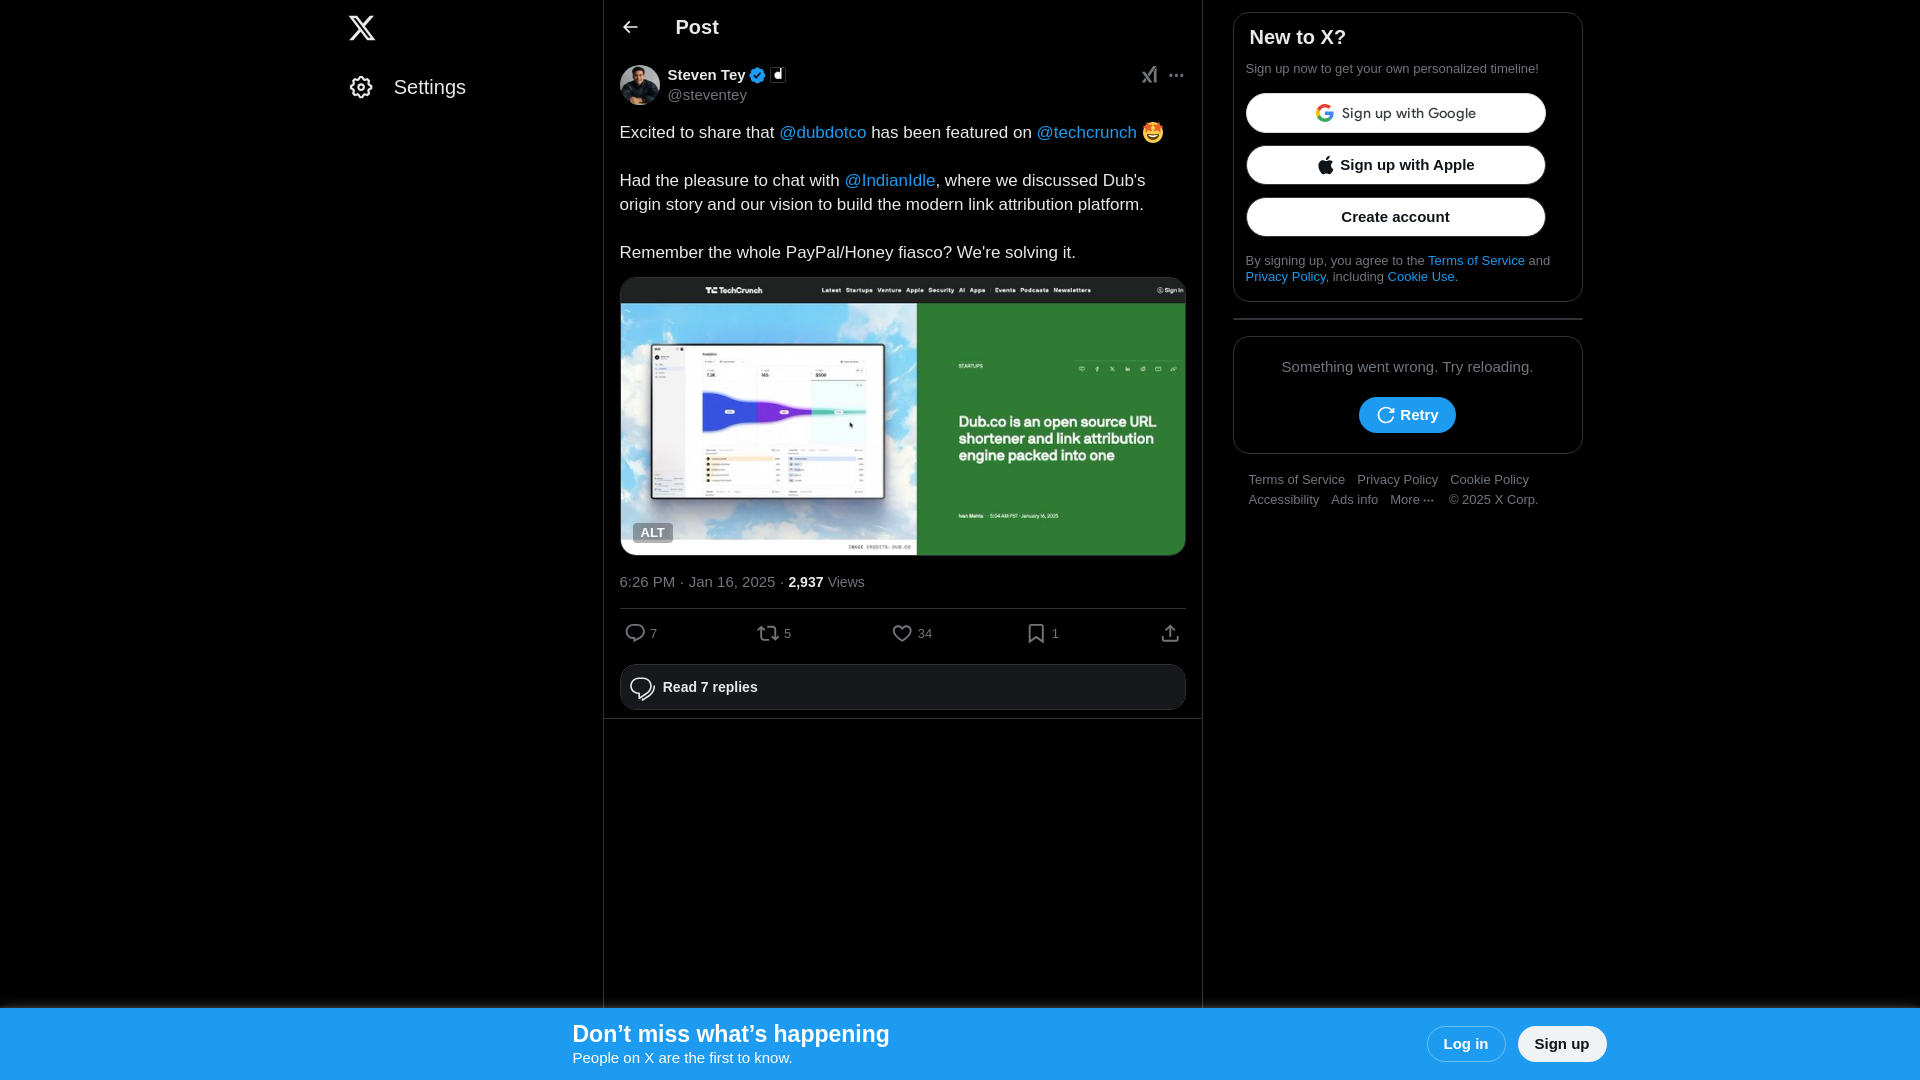 Settings
Post
Steven Tey
@steventey
Excited to share that @dubdotco has been featured on @techcrunch 🤩
Had the pleasure to chat with @IndianIdle, where we discussed Dub's
origin story and our vision to build the modern link attribution platform.
Remember the whole PayPal/Honey fiasco? We're solving it.
TechCrunch Latest Startups Venture Apple Security AI Apps | Events Podcasts Newsletters Sign In
STARTUPS
Dub.co is an open source URL
shortener and link attribution
engine packed into one
Ivan Mehta · 5:04 AM PST · January 16, 2025
ALT
IMAGE CREDITS: DUB.CO
6:26 PM · Jan 16, 2025 · 2,937 Views
7 5 34 1
Read 7 replies
New to X?
Sign up now to get your own personalized timeline!
Sign up with Google
Sign up with Apple
Create account
By signing up, you agree to the Terms of Service and
Privacy Policy, including Cookie Use.
Something went wrong. Try reloading.
Retry
Terms of Service Privacy Policy Cookie Policy
Accessibility Ads info More ··· © 2025 X Corp.
Don’t miss what’s happening
People on X are the first to know.
Log in
Sign up